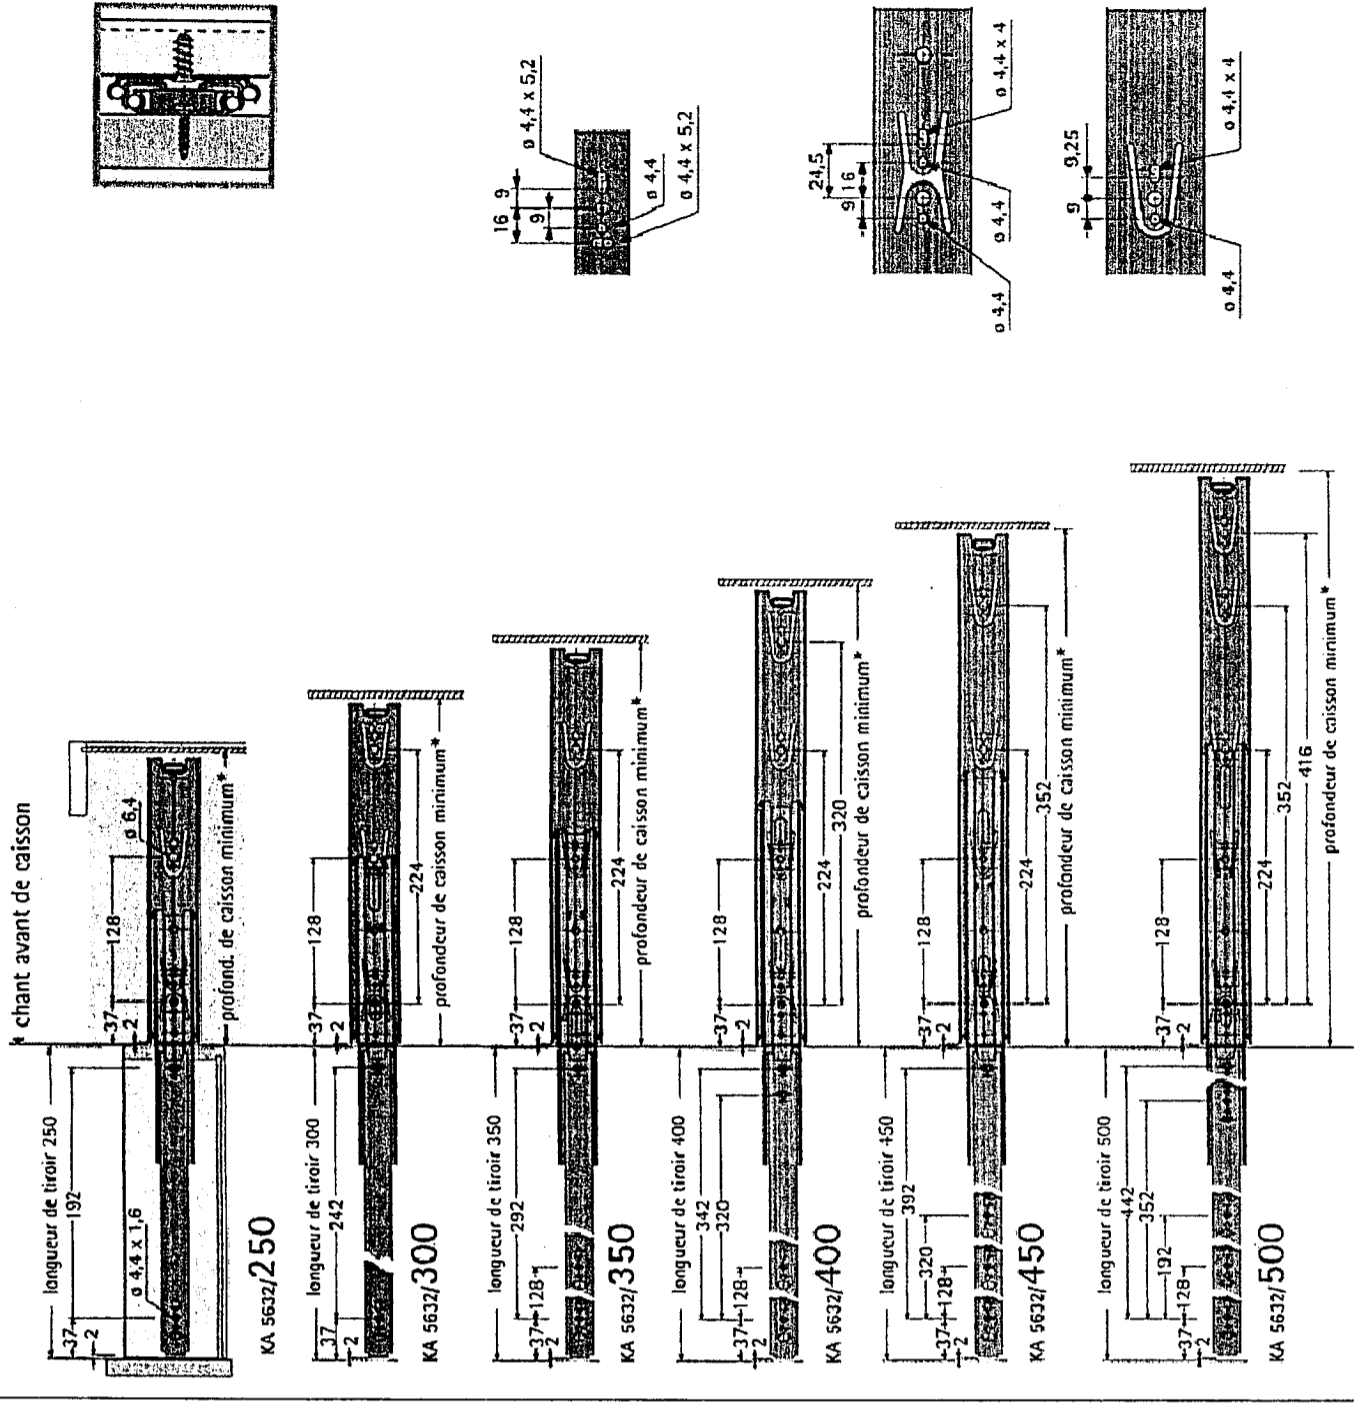 * chant avant de caisson
longueur de tiroir 250
192
37
2
ø 4,4 x 1,6
128
37
2
ø 6,4
profond. de caisson minimum*
KA 5632/250
longueur de tiroir 300
242
37
2
128
37
2
224
profondeur de caisson minimum*
KA 5632/300
longueur de tiroir 350
292
37
128
2
128
37
2
224
profondeur de caisson minimum*
KA 5632/350
longueur de tiroir 400
342
320
37
128
2
128
37
2
224
320
profondeur de caisson minimum*
KA 5632/400
longueur de tiroir 450
392
320
37
128
2
128
37
2
224
352
profondeur de caisson minimum*
KA 5632/450
longueur de tiroir 500
442
352
192
37
128
2
128
37
2
224
352
416
profondeur de caisson minimum*
KA 5632/500
16
9
9
ø 4,4 x 5,2
ø 4,4
ø 4,4 x 5,2
24,5
9
16
ø 4,4
ø 4,4
ø 4,4 x 4
9
9,25
ø 4,4
ø 4,4 x 4